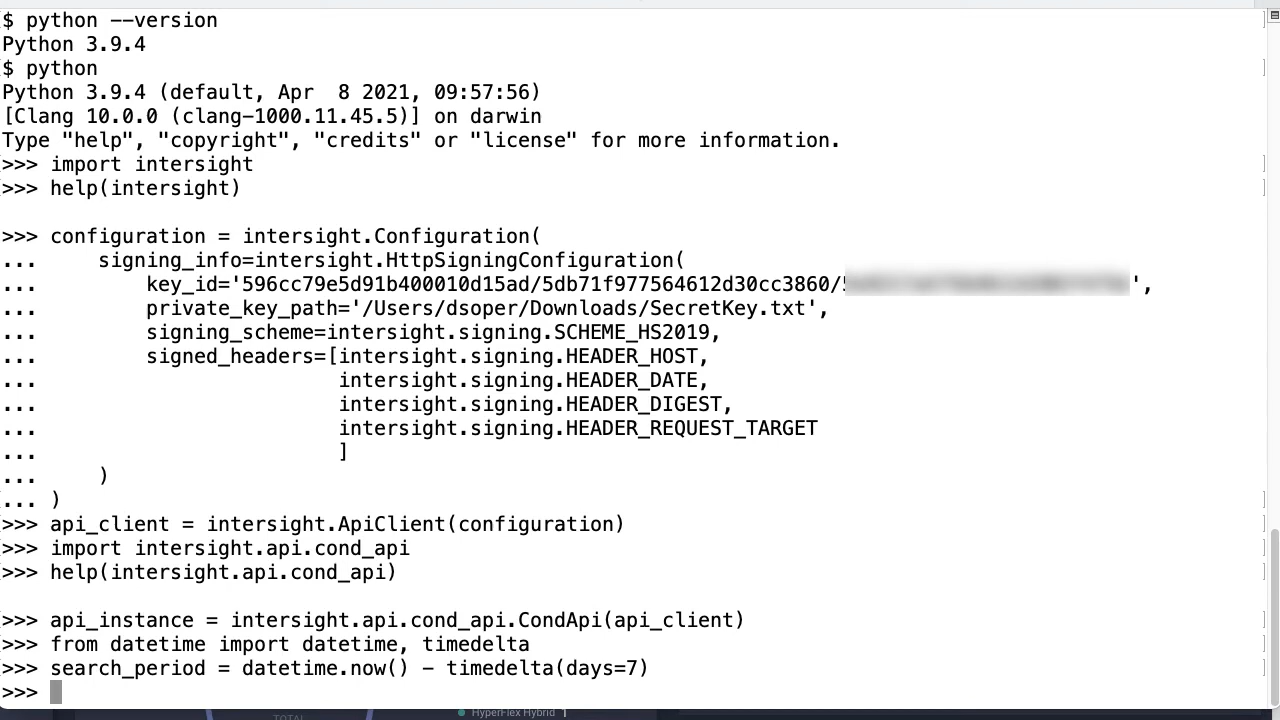 $ python --version
Python 3.9.4
$ python
Python 3.9.4 (default, Apr  8 2021, 09:57:56)
[Clang 10.0.0 (clang-1000.11.45.5)] on darwin
Type "help", "copyright", "credits" or "license" for more information.
>>> import intersight
>>> help(intersight)
>>> configuration = intersight.Configuration(
...     signing_info=intersight.HttpSigningConfiguration(
...         key_id='596cc79e5d91b400010d15ad/5db71f977564612d30cc3860/',
...         private_key_path='/Users/dsoper/Downloads/SecretKey.txt',
...         signing_scheme=intersight.signing.SCHEME_HS2019,
...         signed_headers=[intersight.signing.HEADER_HOST,
...                         intersight.signing.HEADER_DATE,
...                         intersight.signing.HEADER_DIGEST,
...                         intersight.signing.HEADER_REQUEST_TARGET
...                         ]
...     )
... )
>>> api_client = intersight.ApiClient(configuration)
>>> import intersight.api.cond_api
>>> help(intersight.api.cond_api)
>>> api_instance = intersight.api.cond_api.CondApi(api_client)
>>> from datetime import datetime, timedelta
>>> search_period = datetime.now() - timedelta(days=7)
>>>
TOTAL
HyperFlex Hybrid 1